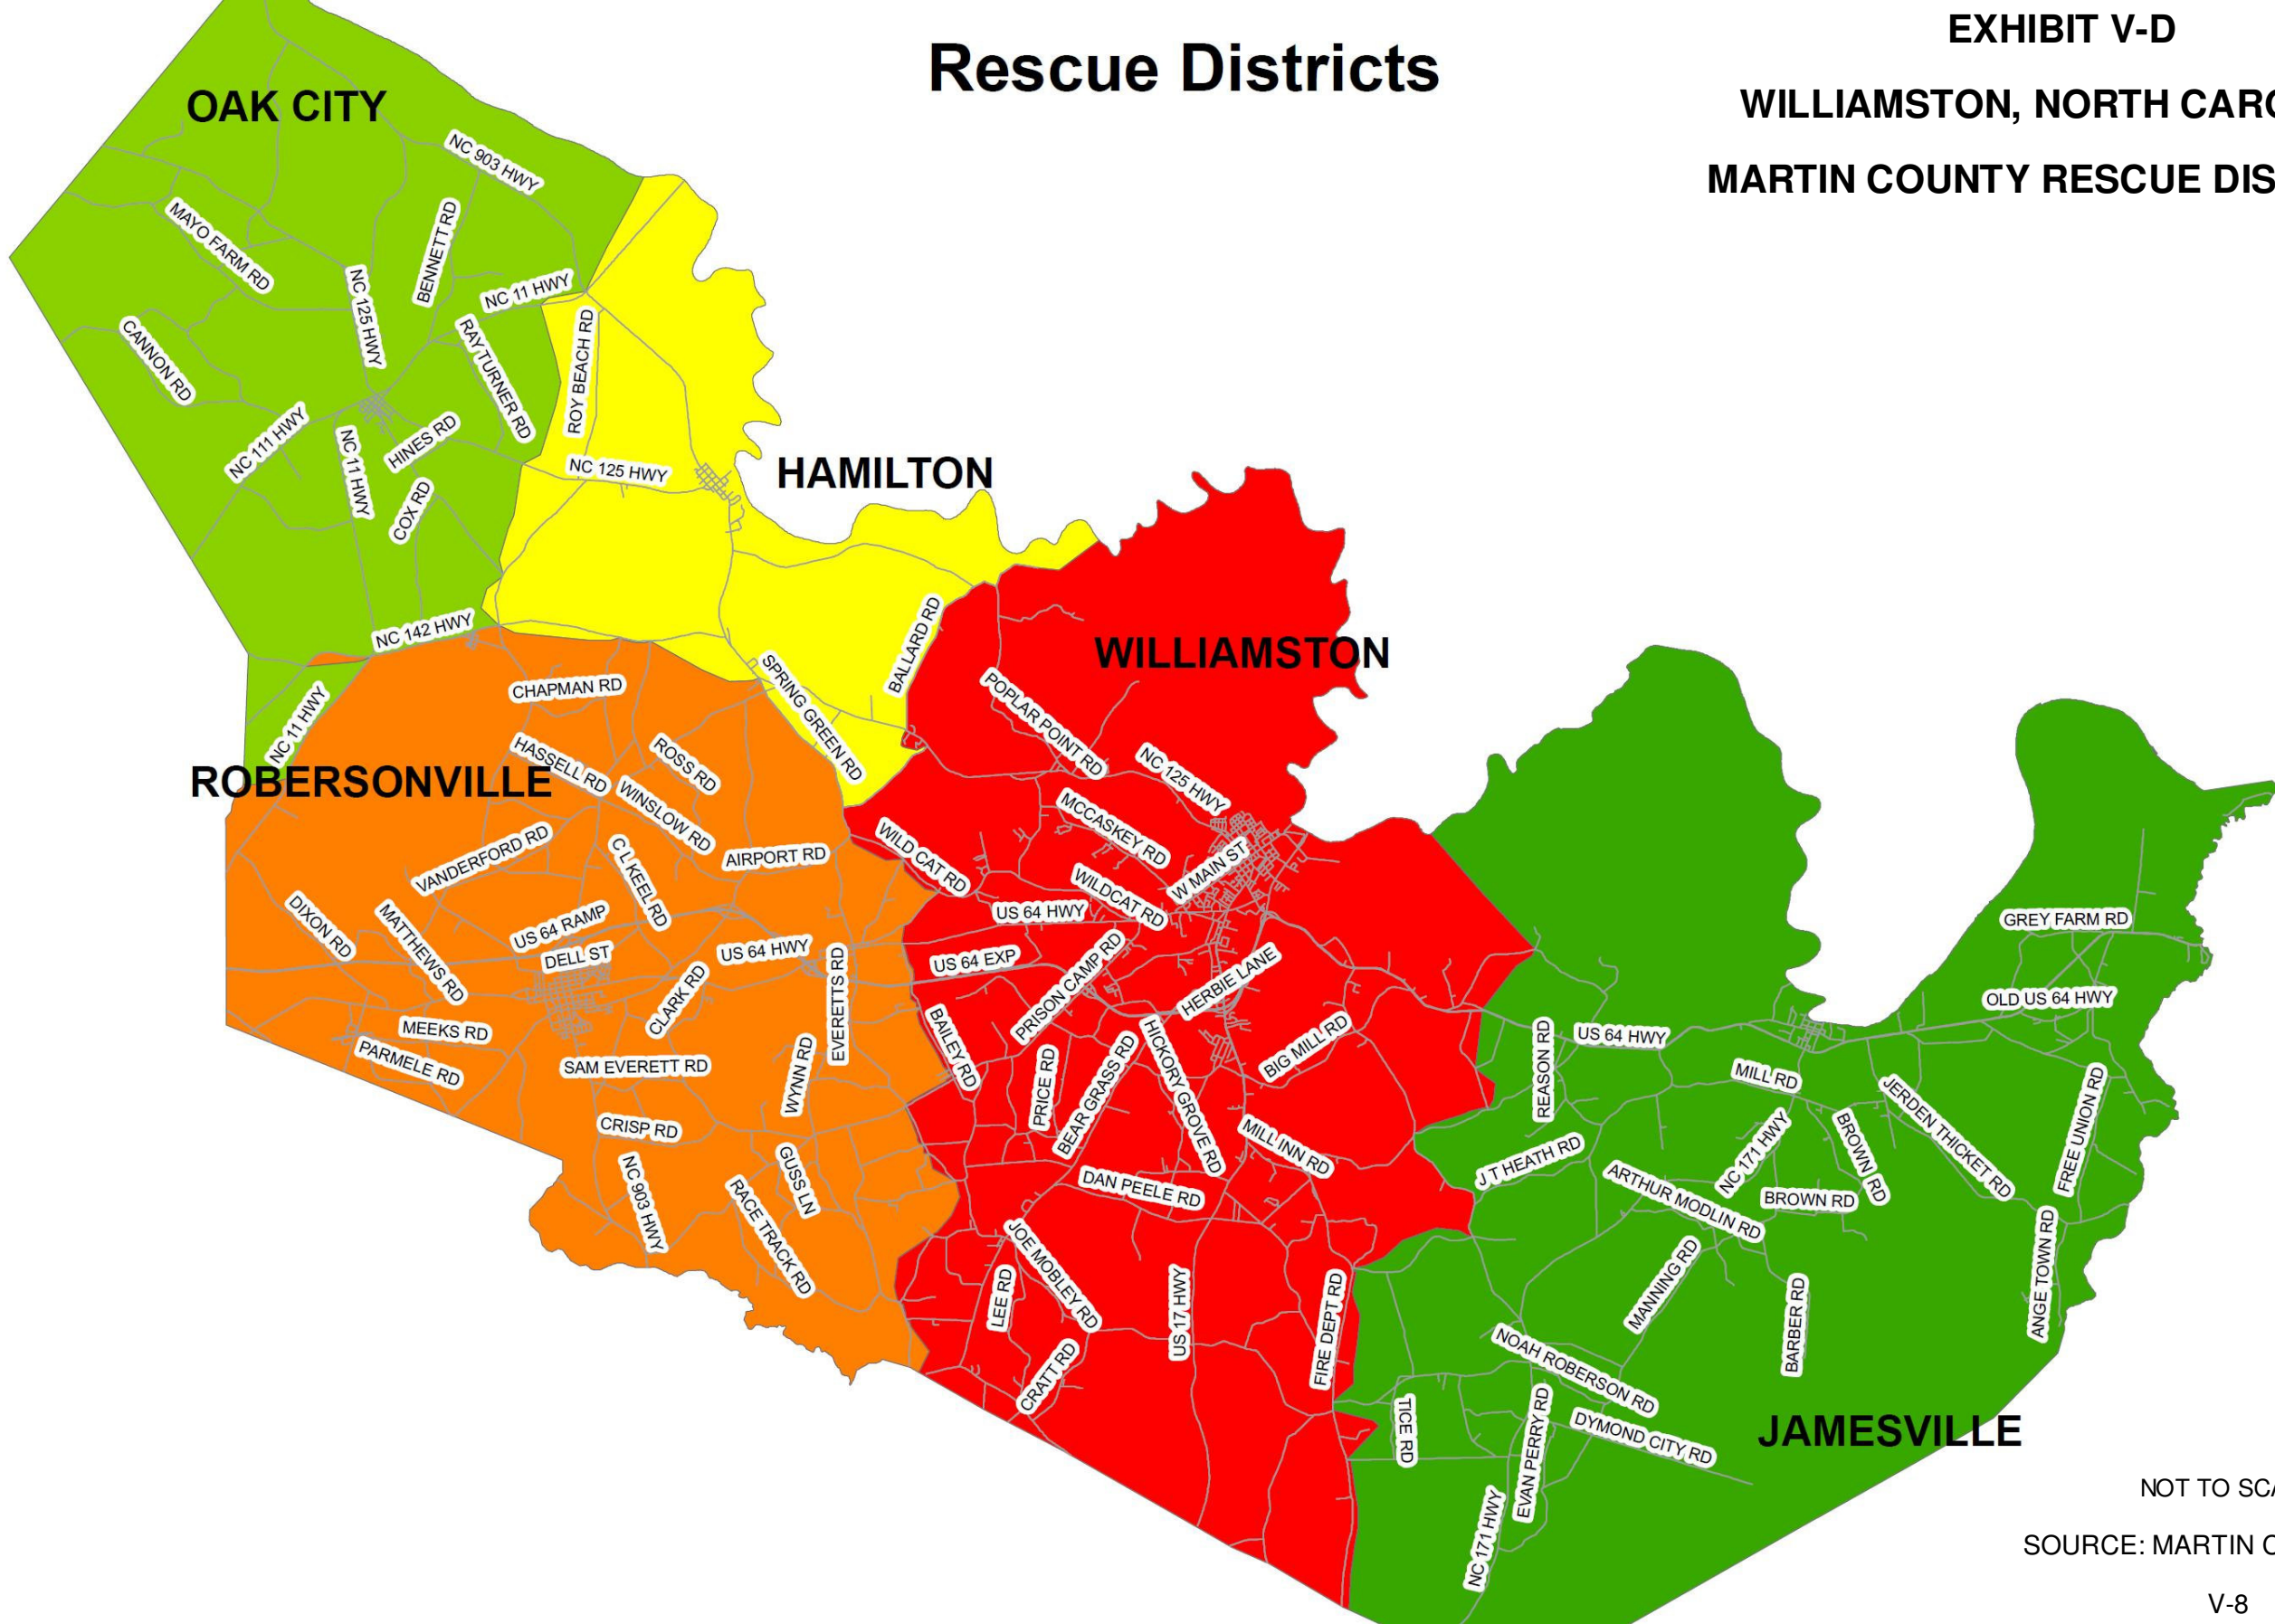 EXHIBIT V-D
Rescue Districts
WILLIAMSTON, NORTH CARO
MARTIN COUNTY RESCUE DIS
OAK CITY
NC 903 HWY
MAYO FARM RD
BENNETT RD
NC 125 HWY
NC 11 HWY
CANNON RD
RAY TURNER RD
ROY BEACH RD
NC 111 HWY
NC 11 HWY
HINES RD
COX RD
NC 125 HWY
HAMILTON
NC 142 HWY
BALLARD RD
WILLIAMSTON
NC 11 HWY
CHAPMAN RD
SPRING GREEN RD
POPLAR POINT RD
ROBERSONVILLE
HASSELL RD
ROSS RD
WINSLOW RD
NC 125 HWY
MCCASKEY RD
VANDERFORD RD
C L KEEL RD
AIRPORT RD
WILD CAT RD
W MAIN ST
WILDCAT RD
DIXON RD
MATTHEWS RD
US 64 RAMP
DELL ST
US 64 HWY
US 64 HWY
US 64 EXP
GREY FARM RD
CLARK RD
EVERETTS RD
PRISON CAMP RD
HERBIE LANE
OLD US 64 HWY
MEEKS RD
PARMELE RD
SAM EVERETT RD
WYNN RD
BAILEY RD
PRICE RD
BEAR GRASS RD
HICKORY GROVE RD
BIG MILL RD
REASON RD
US 64 HWY
MILL RD
JERDEN THICKET RD
FREE UNION RD
CRISP RD
GUSS LN
MILL INN RD
J T HEATH RD
NC 171 HWY
BROWN RD
NC 903 HWY
RACE TRACK RD
DAN PEELE RD
ARTHUR MODLIN RD
BROWN RD
JOE MOBLEY RD
LEE RD
US 17 HWY
FIRE DEPT RD
MANNING RD
BARBER RD
ANGE TOWN RD
CRATT RD
NOAH ROBERSON RD
TICE RD
EVAN PERRY RD
DYMOND CITY RD
JAMESVILLE
NC 171 HWY
NOT TO SCA
SOURCE: MARTIN C
V-8